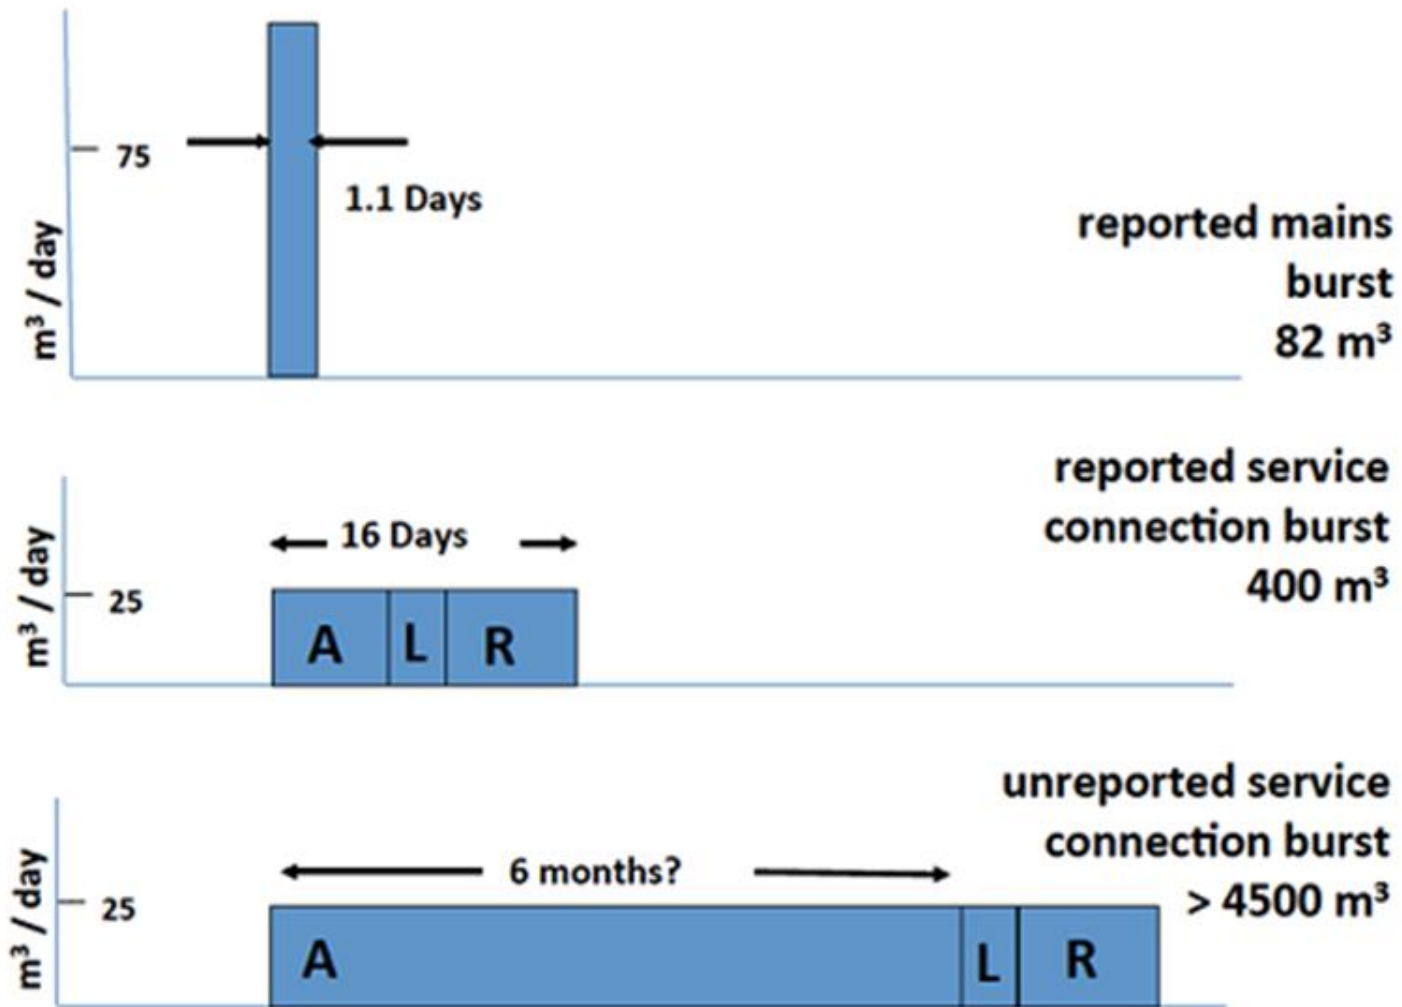 m³ / day
75
1.1 Days
reported mains
burst
82 m³
m³ / day
25
16 Days
A L R
reported service
connection burst
400 m³
m³ / day
25
6 months?
A L R
unreported service
connection burst
> 4500 m³